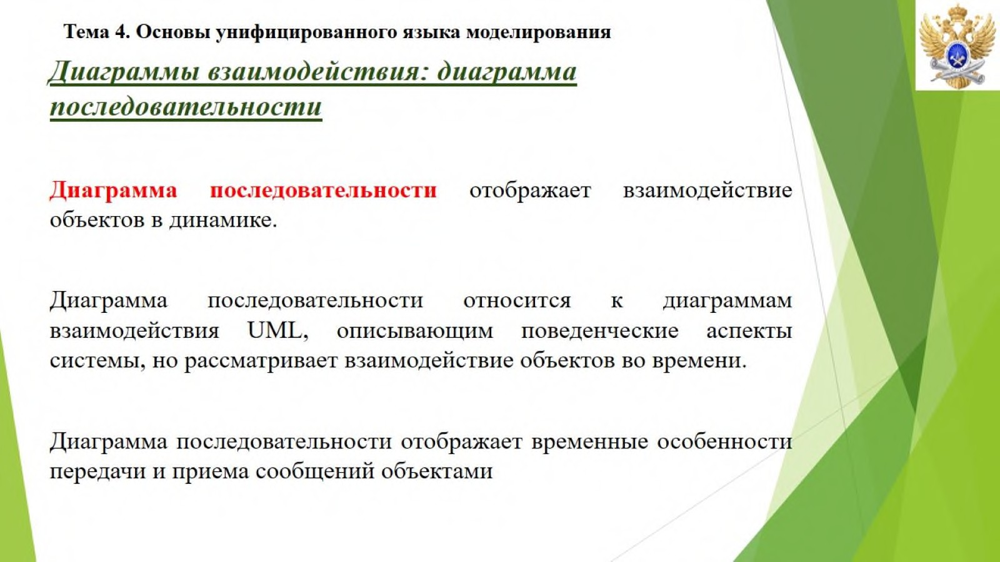 Тема 4. Основы унифицированного языка моделирования
Диаграммы взаимодействия: диаграмма
последовательности
Диаграмма последовательности отображает взаимодействие
объектов в динамике.
Диаграмма последовательности относится к диаграммам
взаимодействия UML, описывающим поведенческие аспекты
системы, но рассматривает взаимодействие объектов во времени.
Диаграмма последовательности отображает временные особенности
передачи и приема сообщений объектами